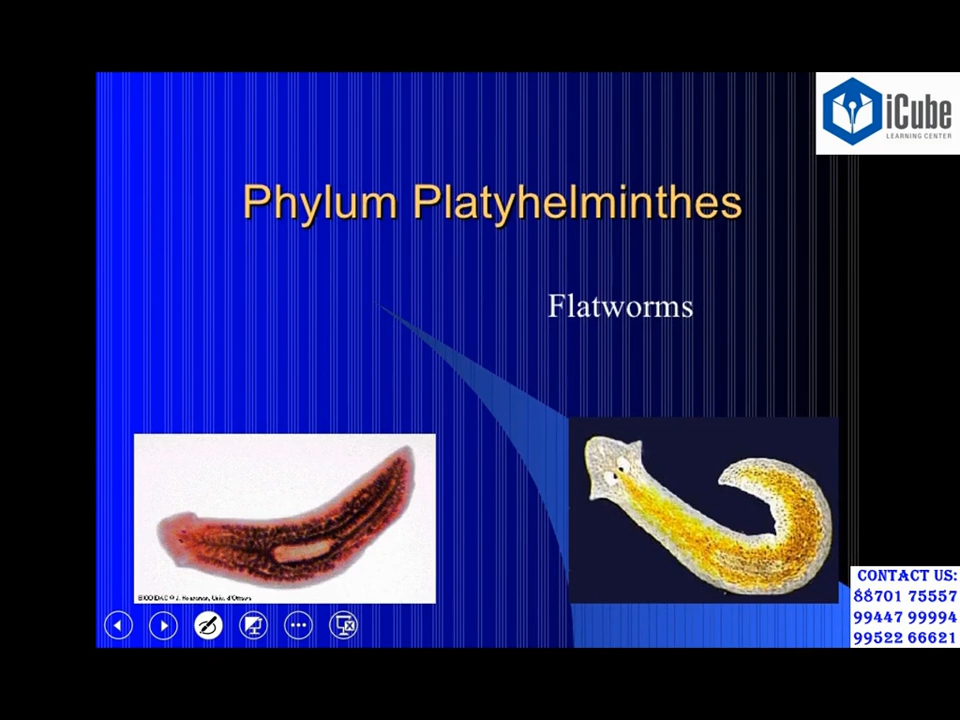 iCube
LEARNING CENTER
Phylum Platyhelminthes
Flatworms
CONTACT US:
88701 75557
99447 99994
99522 66621